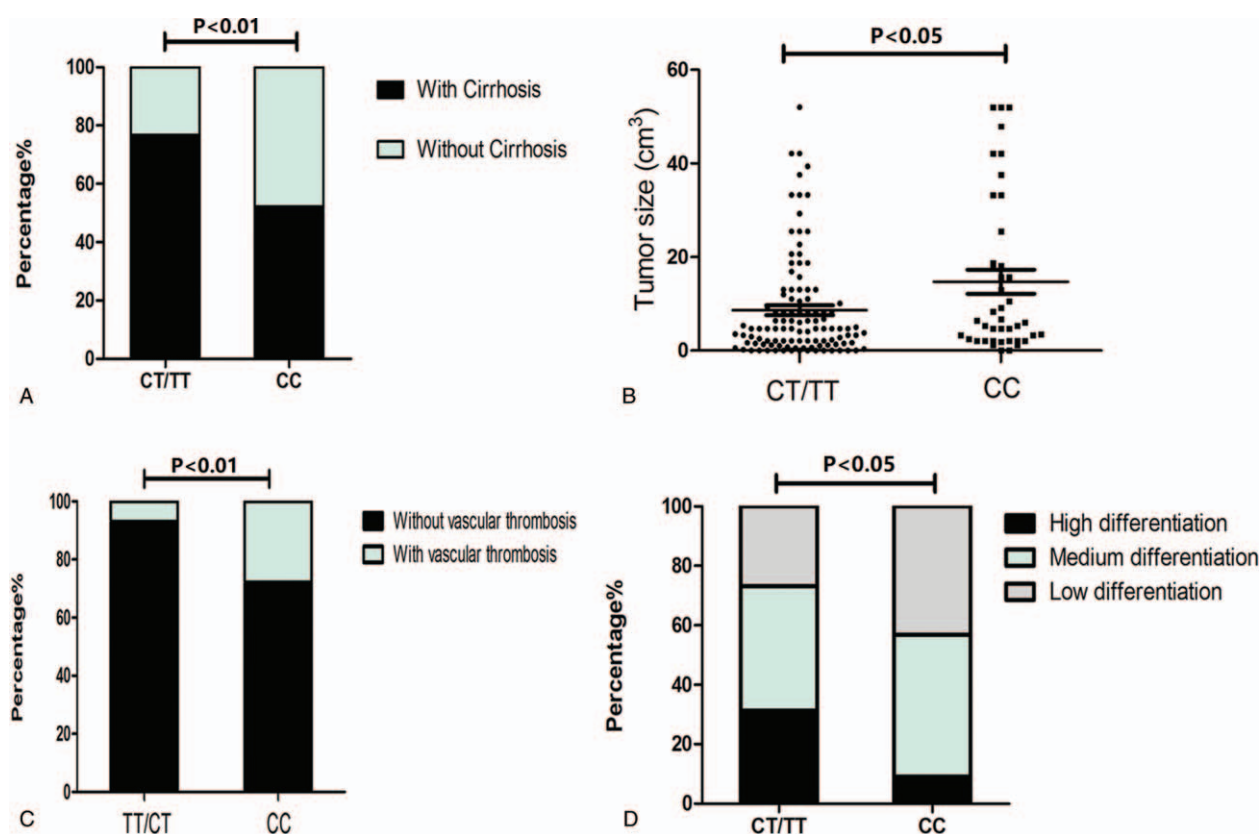 P<0.01
100
80
60
40
20
0
Percentage%
CT/TT
CC
With Cirrhosis
Without Cirrhosis
A
P<0.05
60
40
20
0
Tumor size (cm³)
CT/TT
CC
B
P<0.01
100
80
60
40
20
0
Percentage%
TT/CT
CC
Without vascular thrombosis
With vascular thrombosis
C
P<0.05
100
80
60
40
20
0
Percentage%
CT/TT
CC
High differentiation
Medium differentiation
Low differentiation
D